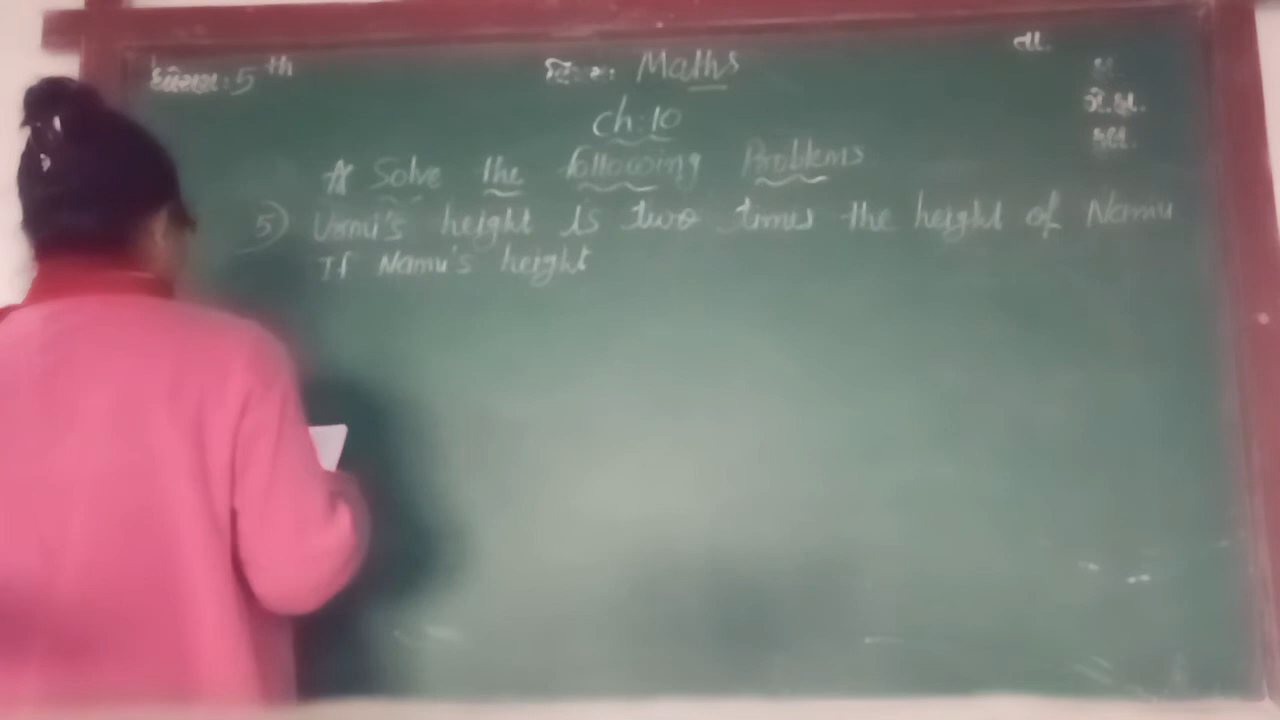 ધોરણ: 5th
વિષય: Maths
તા.
ch:10
ગે.હા.
* Solve the following Problems
5) Urmi's height is two times the height of Namu
If Namu's height